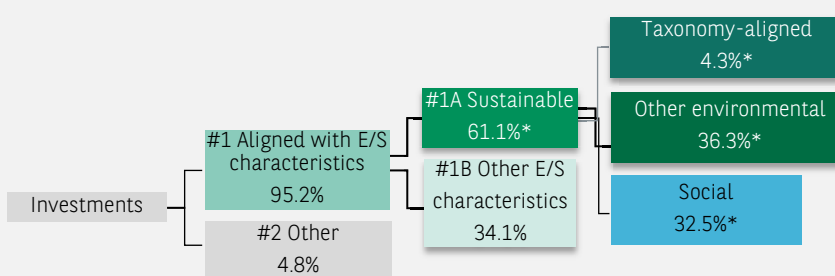 Investments
#1 Aligned with E/S
characteristics
95.2%
#2 Other
4.8%
#1A Sustainable
61.1%*
#1B Other E/S
characteristics
34.1%
Taxonomy-aligned
4.3%*
Other environmental
36.3%*
Social
32.5%*